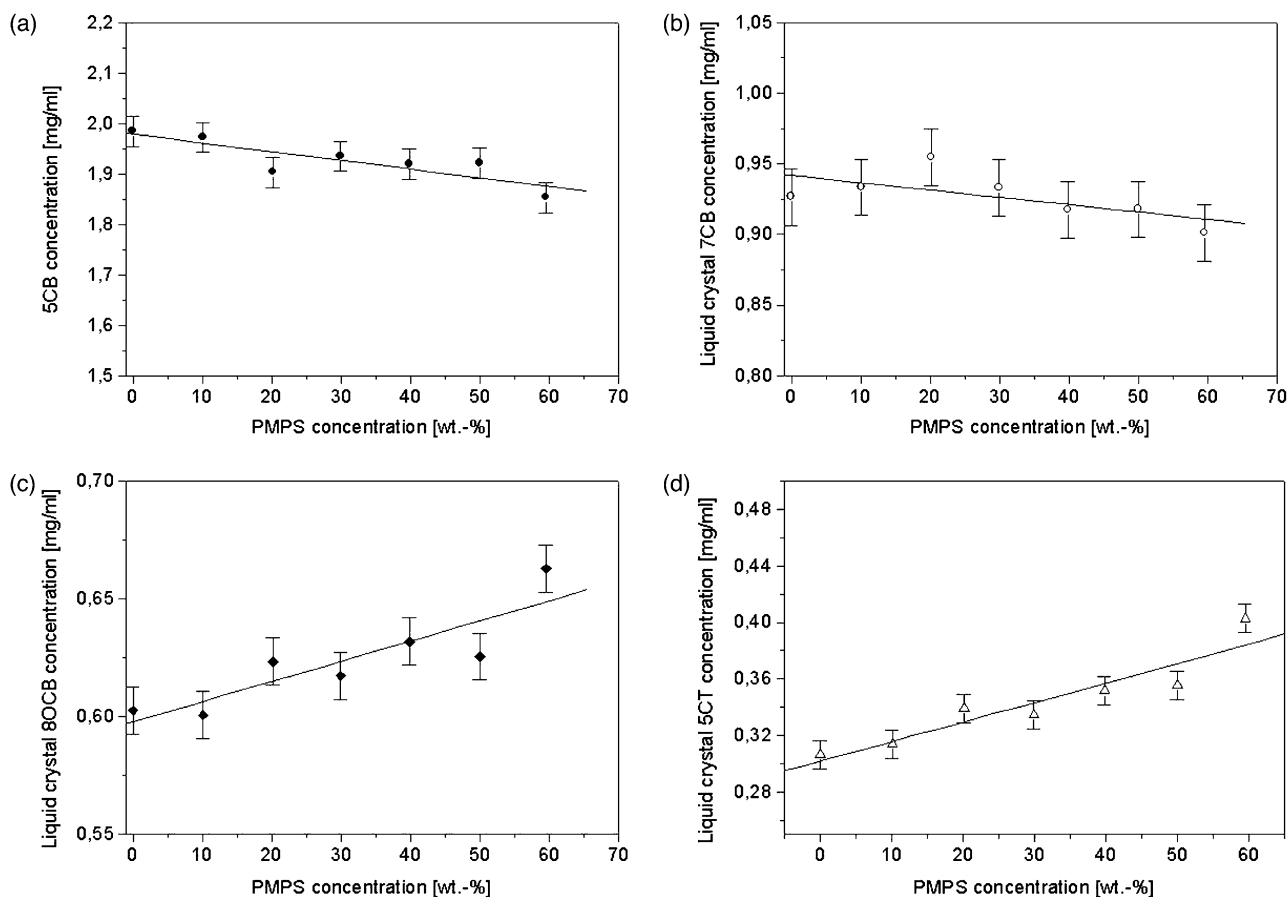 (a)
5CB concentration [mg/ml]
2,2
2,1
2,0
1,9
1,8
1,7
1,6
1,5
0 10 20 30 40 50 60 70
PMPS concentration [wt.-%]
(b)
Liquid crystal 7CB concentration [mg/ml]
1,05
1,00
0,95
0,90
0,85
0,80
0 10 20 30 40 50 60 70
PMPS concentration [wt.-%]
(c)
Liquid crystal 8OCB concentration [mg/ml]
0,70
0,65
0,60
0,55
0 10 20 30 40 50 60 70
PMPS concentration [wt.-%]
(d)
Liquid crystal 5CT concentration [mg/ml]
0,48
0,44
0,40
0,36
0,32
0,28
0 10 20 30 40 50 60
PMPS concentration [wt.-%]